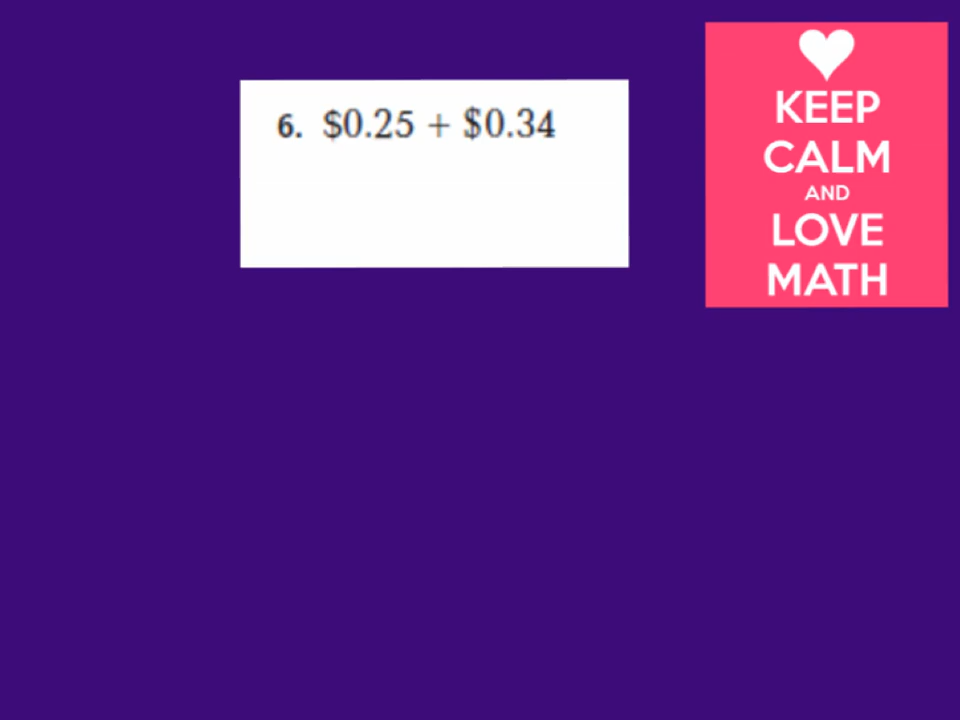 6. $0.25 + $0.34
KEEP
CALM
AND
LOVE
MATH